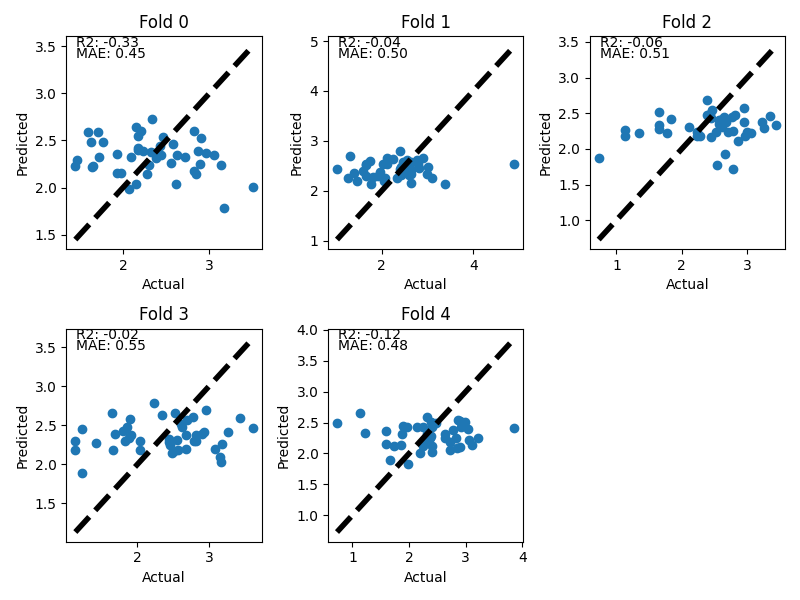 Fold 0
R2: -0.33
MAE: 0.45
Predicted
3.5
3.0
2.5
2.0
1.5
2
3
Actual
Fold 1
R2: -0.04
MAE: 0.50
Predicted
5
4
3
2
1
2
4
Actual
Fold 2
R2: -0.06
MAE: 0.51
Predicted
3.5
3.0
2.5
2.0
1.5
1.0
1
2
3
Actual
Fold 3
R2: -0.02
MAE: 0.55
Predicted
3.5
3.0
2.5
2.0
1.5
2
3
Actual
Fold 4
R2: -0.12
MAE: 0.48
Predicted
4.0
3.5
3.0
2.5
2.0
1.5
1.0
1
2
3
4
Actual